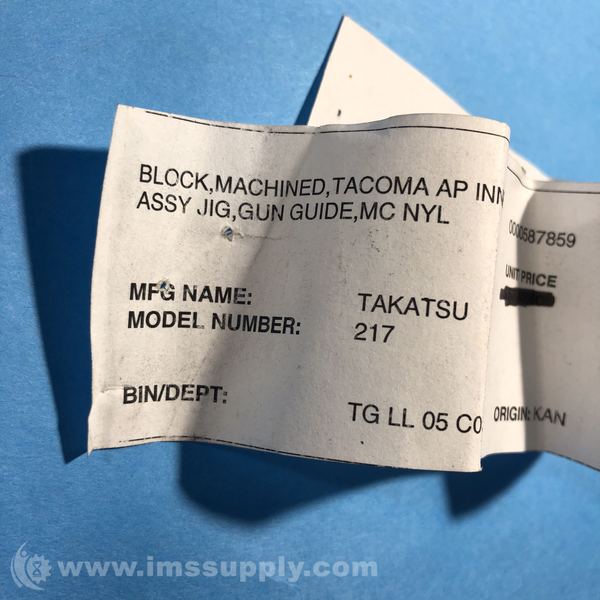 BLOCK,MACHINED,TACOMA AP INN
ASSY JIG,GUN GUIDE,MC NYL
MFG NAME: TAKATSU
MODEL NUMBER: 217
BIN/DEPT: TG LL 05 CO
0000587859
UNIT PRICE
ORIGIN: KAN
www.imssupply.com